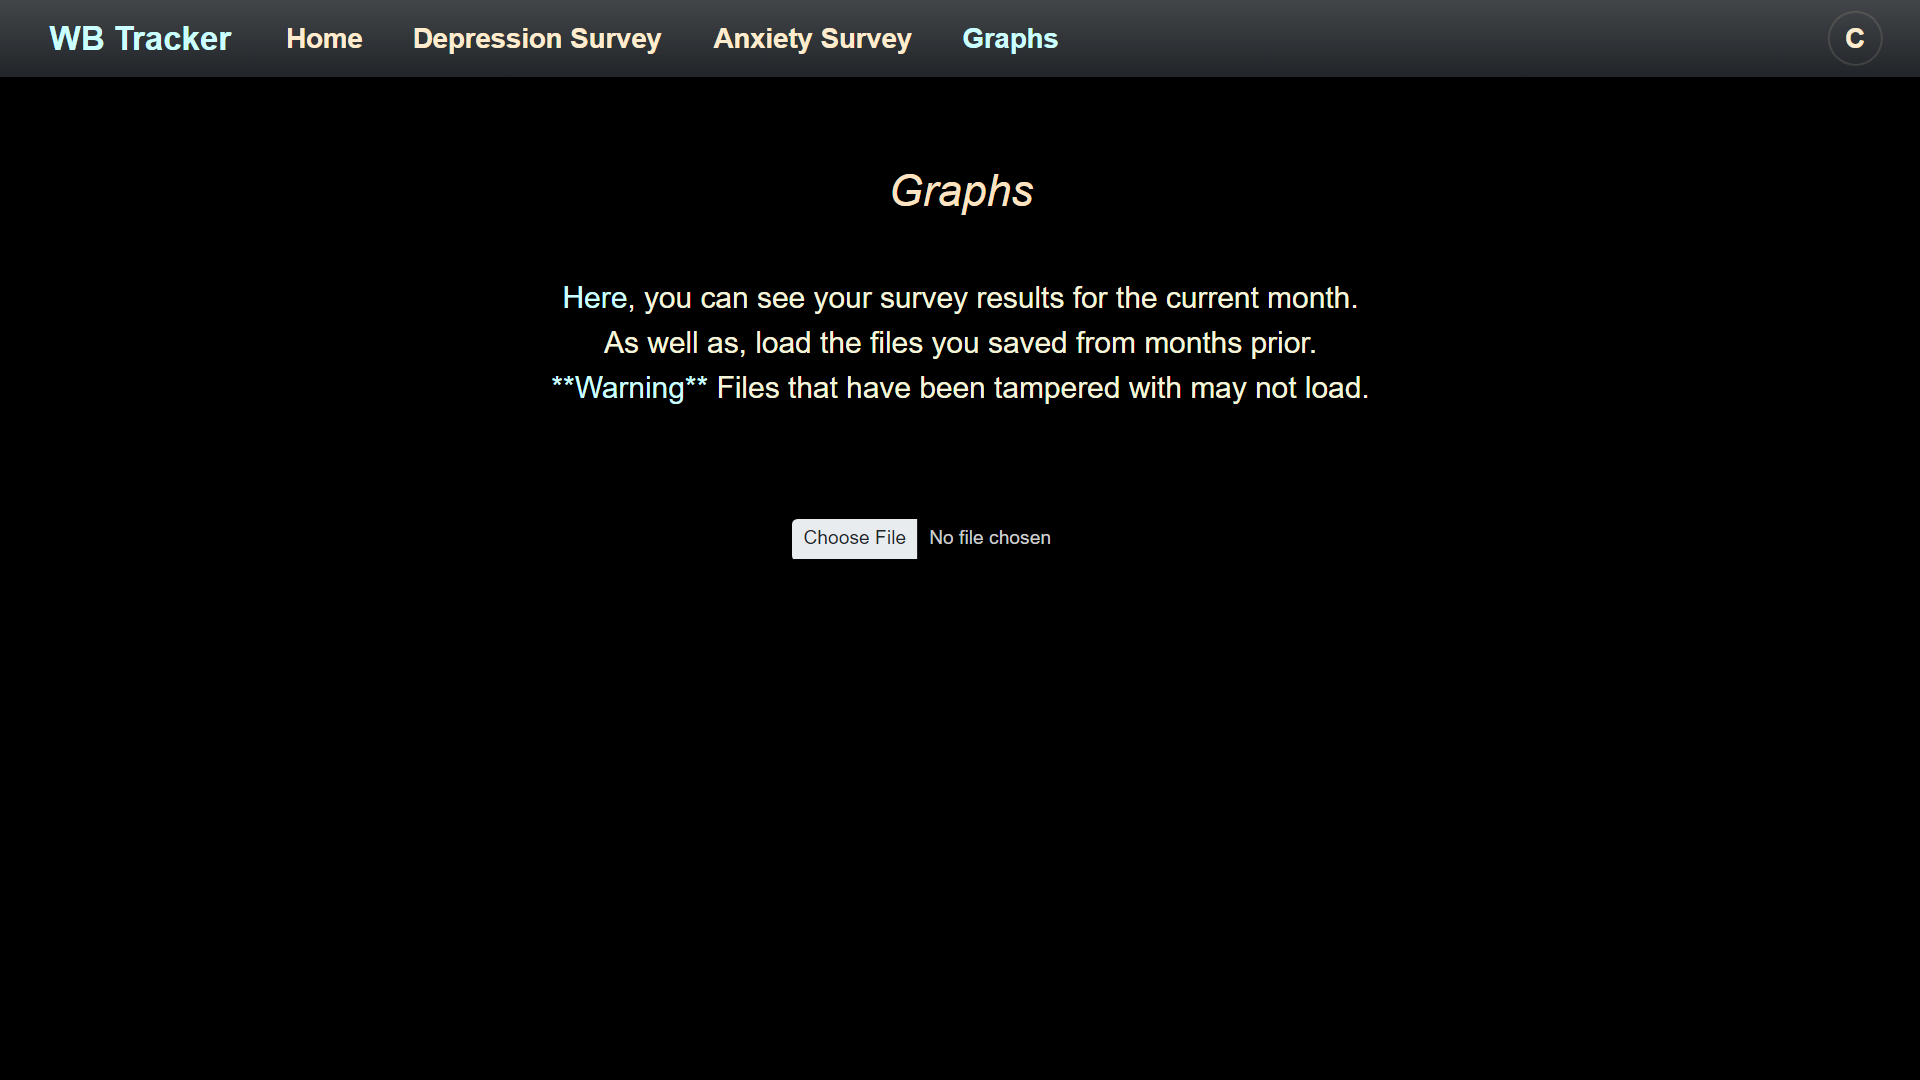 WB Tracker Home Depression Survey Anxiety Survey Graphs C
Graphs
Here, you can see your survey results for the current month.
As well as, load the files you saved from months prior.
**Warning** Files that have been tampered with may not load.
Choose File No file chosen